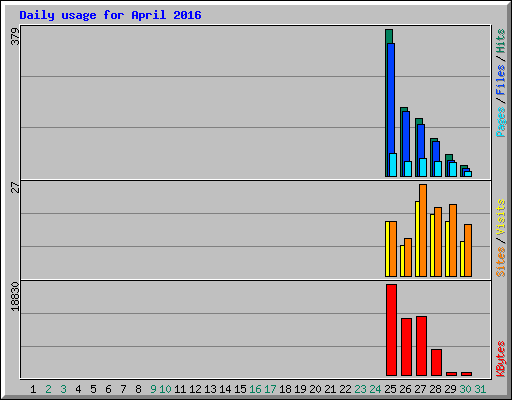 Daily usage for April 2016
379
Pages / Files / Hits
27
Sites / Visits
18830
KBytes
1 2 3 4 5 6 7 8 9 10 11 12 13 14 15 16 17 18 19 20 21 22 23 24 25 26 27 28 29 30 31